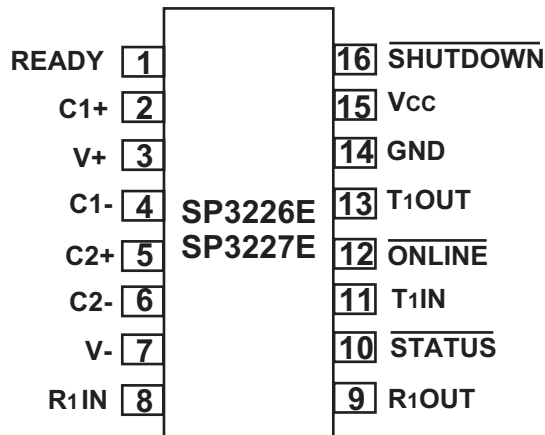 READY 1
C1+ 2
V+ 3
C1- 4
C2+ 5
C2- 6
V- 7
R1IN 8
SP3226E
SP3227E
16 SHUTDOWN
15 VCC
14 GND
13 T1OUT
12 ONLINE
11 T1IN
10 STATUS
9 R1OUT